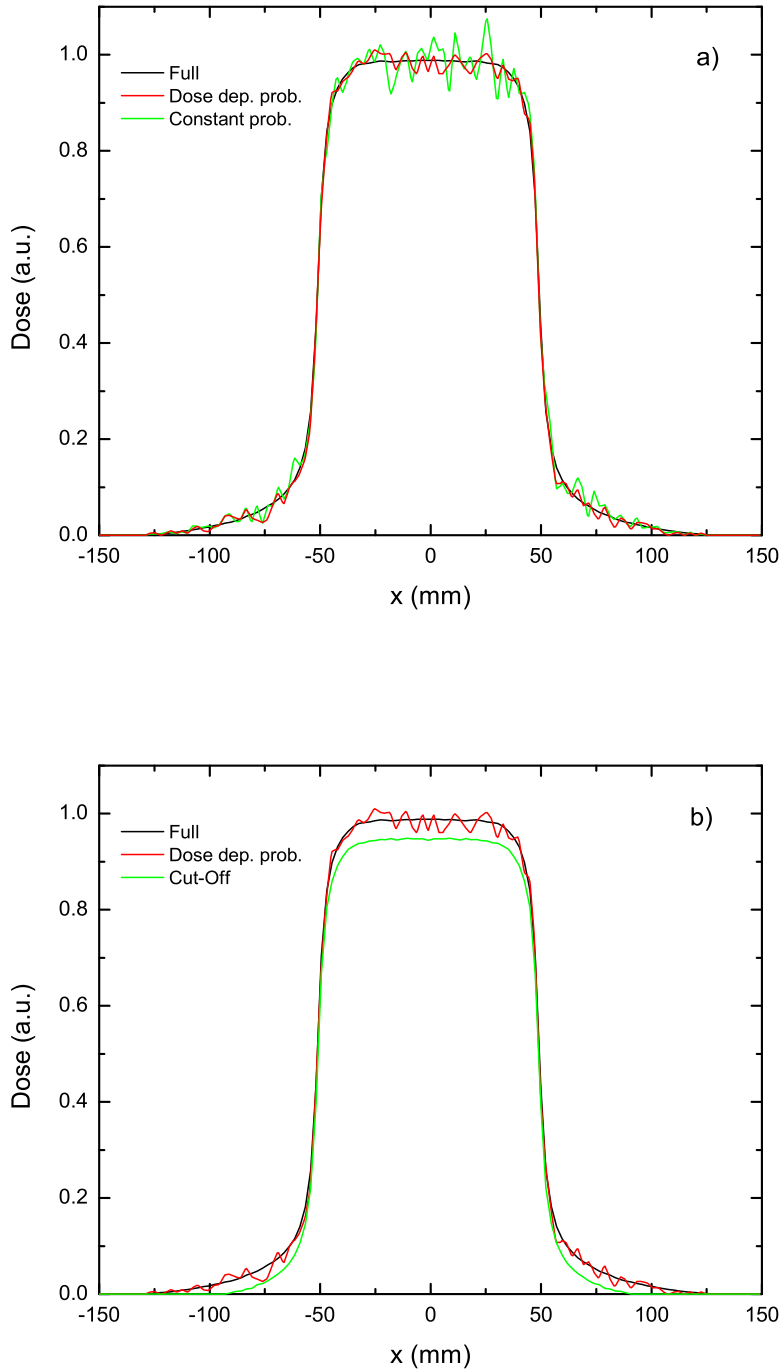 a)
Full
Dose dep. prob.
Constant prob.
Dose (a.u.)
1.0
0.8
0.6
0.4
0.2
0.0
-150 -100 -50 0 50 100 150
x (mm)
b)
Full
Dose dep. prob.
Cut-Off
Dose (a.u.)
1.0
0.8
0.6
0.4
0.2
0.0
-150 -100 -50 0 50 100 150
x (mm)